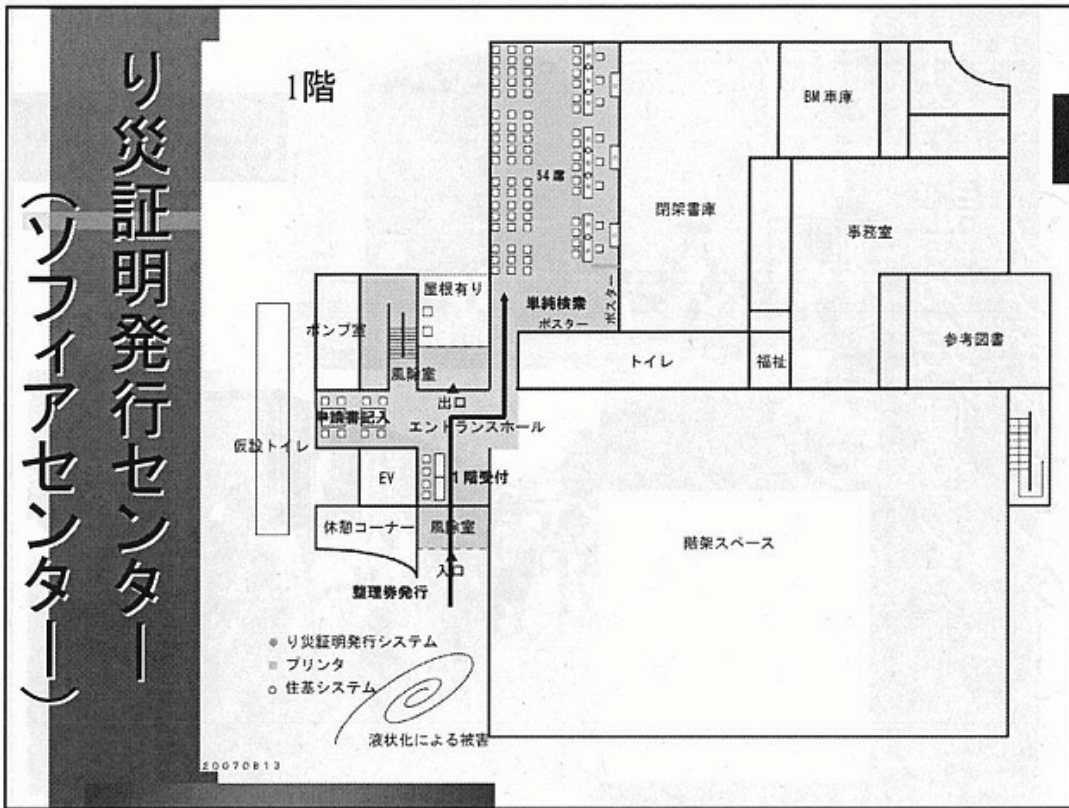 り災証明発行センター
（ソフィアセンター）
1階
BM車庫
54席
閉架書庫
事務室
屋根有り
ポンプ室
単純検索
ポスター
ポスター
トイレ
福祉
参考図書
風除室
出口
申請書記入
エントランスホール
仮設トイレ
EV
1階受付
休憩コーナー
風除室
階架スペース
入口
整理券発行
り災証明発行システム
プリンタ
住基システム
液状化による被害
20070813